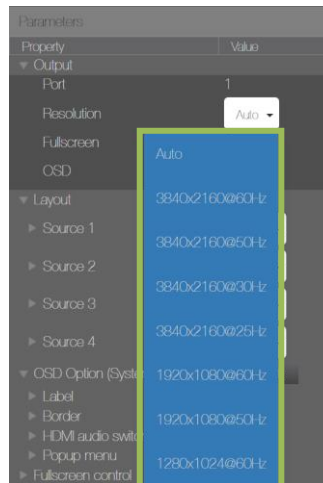 Parameters
Property Value
Output
Port 1
Resolution Auto
Fullscreen
OSD
Auto
3840x2160@60Hz
3840x2160@50Hz
3840x2160@30Hz
3840x2160@25Hz
1920x1080@60Hz
1920x1080@50Hz
1280x1024@60Hz
Layout
Source 1
Source 2
Source 3
Source 4
OSD Option (Syste
Label
Border
HDMI audio switc
Popup menu
Fullscreen control